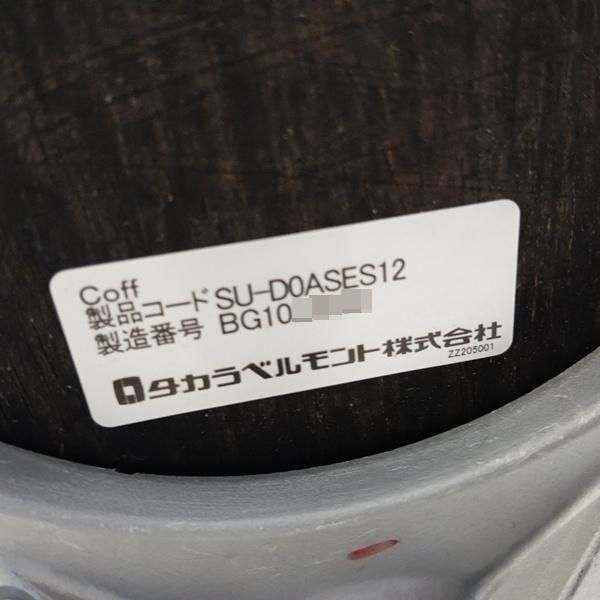 Coff
製品コード SU-D0ASES12
製造番号 BG10
タカラベルモント株式会社
ZZ205001